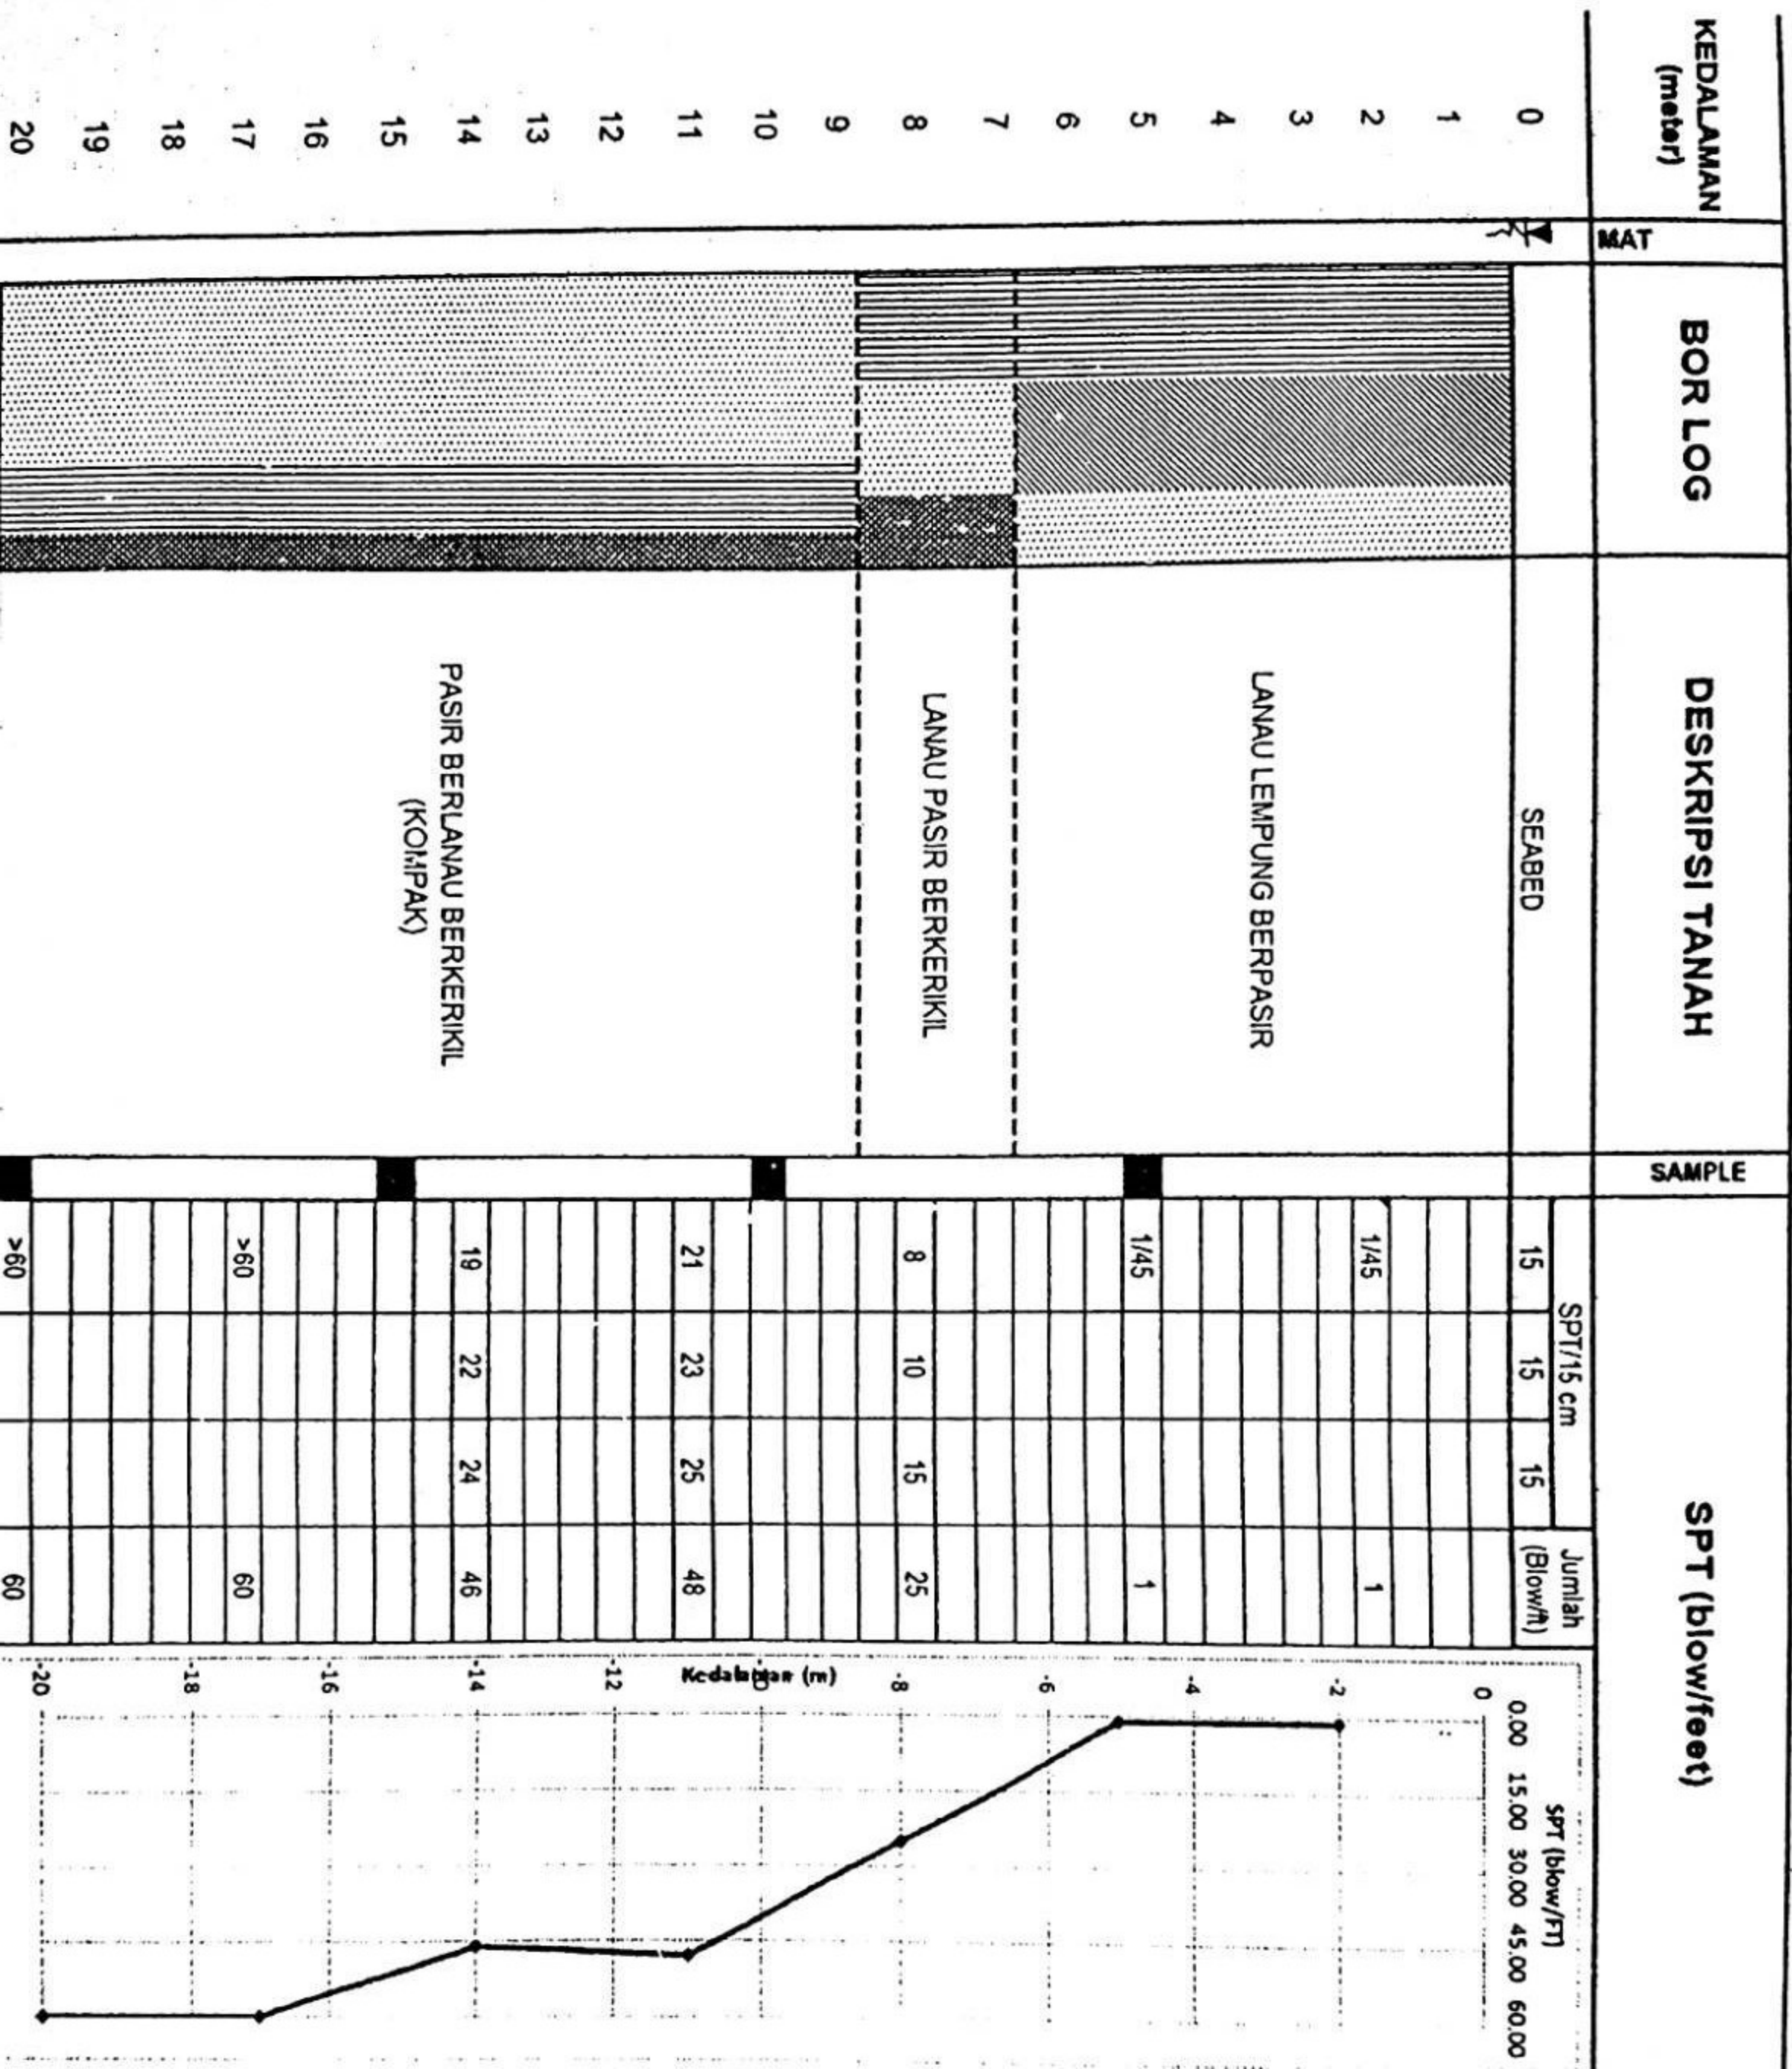 KEDALAMAN
(meter)
MAT
BOR LOG
DESKRIPSI TANAH
SAMPLE
SPT (blow/feet)
SPT/15 cm
Jumlah
(Blow/ft)
15 15 15
SPT (blow/FT)
0.00 15.00 30.00 45.00 60.00
0
SEABED
1
2
1/45 1
3
LANAU LEMPUNG BERPASIR
4
5
1/45 1
6
7
LANAU PASIR BERKERIKIL
8
8 10 15 25
9
10
11
21 23 25 48
12
13
14
19 22 24 46
PASIR BERLANAU BERKERIKIL
(KOMPAK)
15
16
17
>60 60
18
19
20
>60 60
0
-2
-4
-6
-8
-12
-14
-16
-18
-20
Kedalaman (m)